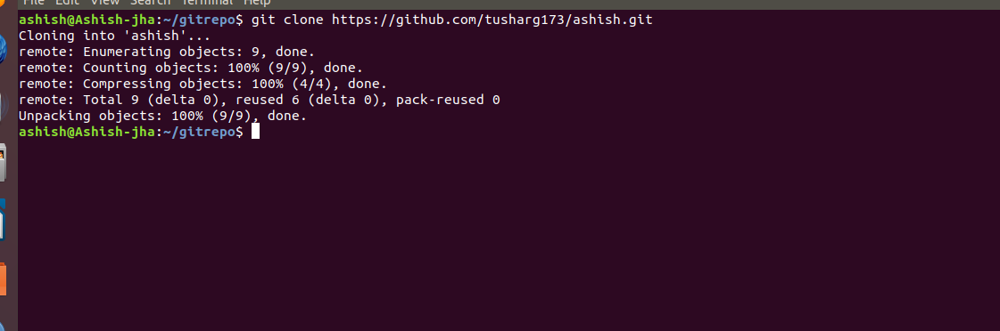 File Edit View Search Terminal Help
ashish@Ashish-jha:~/gitrepo$ git clone https://github.com/tusharg173/ashish.git
Cloning into 'ashish'...
remote: Enumerating objects: 9, done.
remote: Counting objects: 100% (9/9), done.
remote: Compressing objects: 100% (4/4), done.
remote: Total 9 (delta 0), reused 6 (delta 0), pack-reused 0
Unpacking objects: 100% (9/9), done.
ashish@Ashish-jha:~/gitrepo$